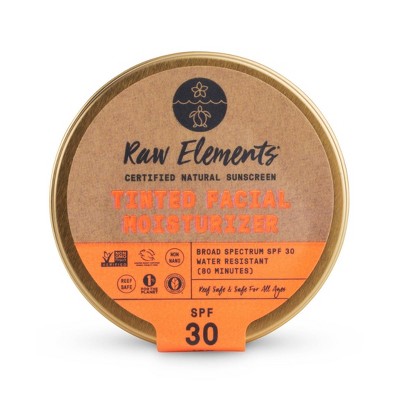 Raw Elements
CERTIFIED NATURAL SUNSCREEN
TINTED FACIAL
MOISTURIZER
NON
NANO
REEF
SAFE
BROAD SPECTRUM SPF 30
WATER RESISTANT
(80 MINUTES)
Reef Safe & Safe For All Ages
SPF
30